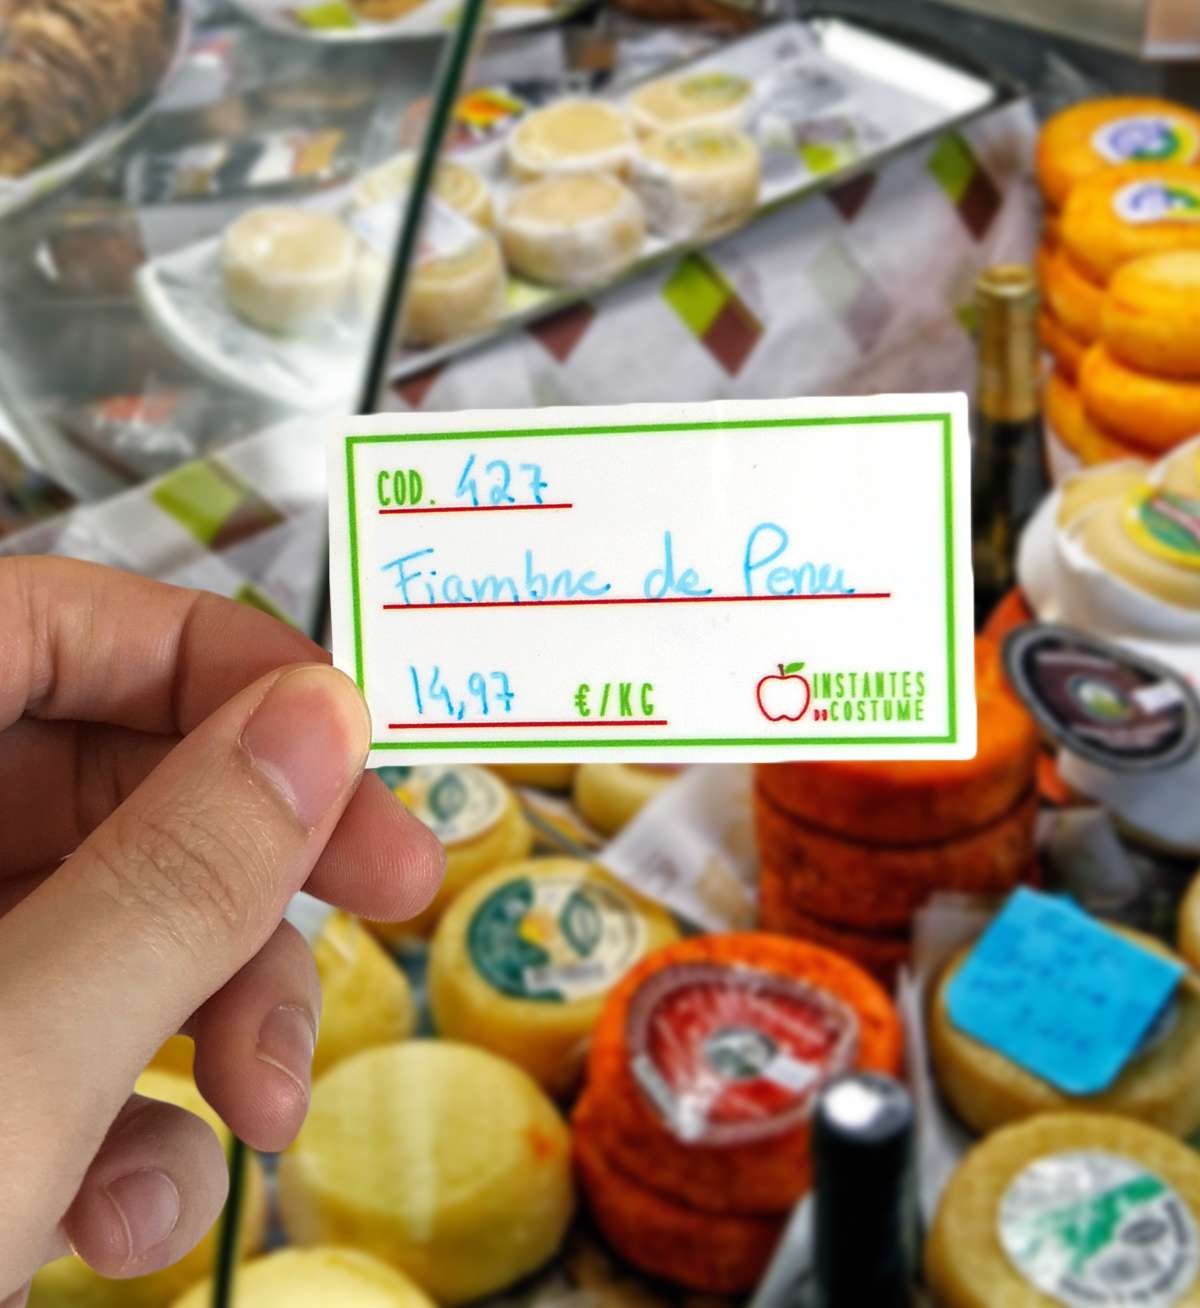 COD. 427
Fiambre de Peru
14,97 €/KG
INSTANTES
DO COSTUME